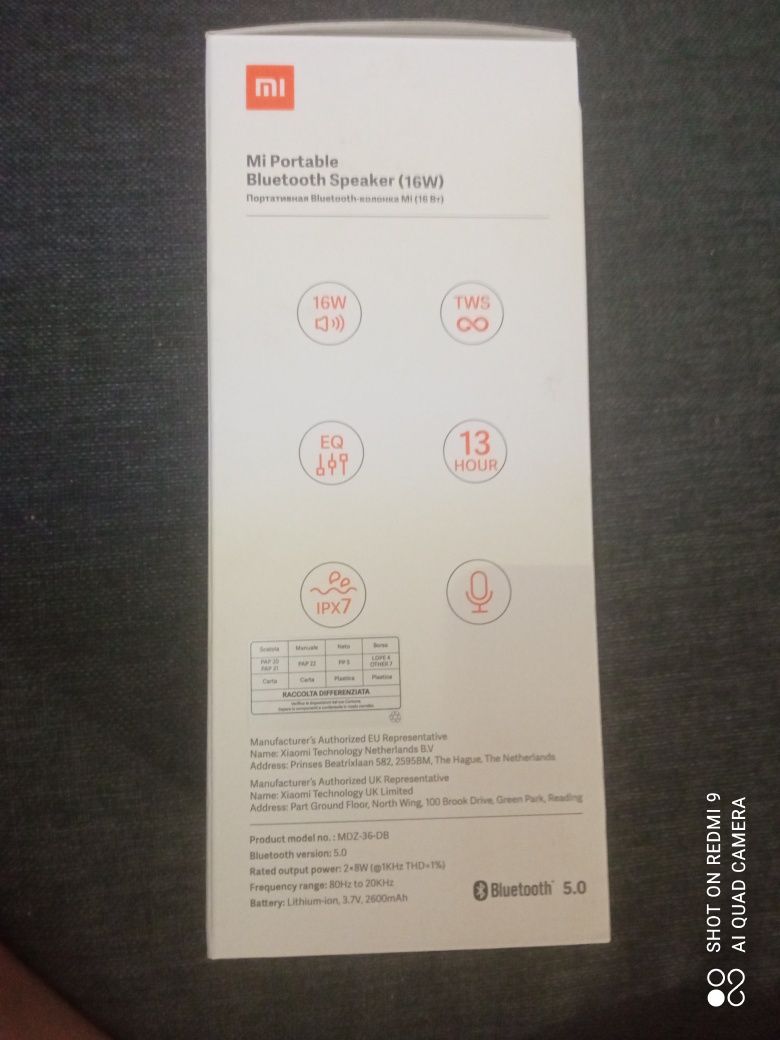 mi
Mi Portable
Bluetooth Speaker (16W)
Портативная Bluetooth-колонка Mi (16 Вт)
16W
TWS
EQ
13
HOUR
IPX7
Scatola Manuale Neto Borsa
PAP 20 PAP 22 PP 5 LDPE 4
PAP 21 OTHER 7
Carta Carta Plastica Plastica
RACCOLTA DIFFERENZIATA
Verifica le disposizioni del tuo Comune.
Manufacturer's Authorized EU Representative
Name: Xiaomi Technology Netherlands B.V
Address: Prinses Beatrixlaan 582, 2595BM, The Hague. The Netherlands
Manufacturer's Authorized UK Representative
Name: Xiaomi Technology UK Limited
Address: Part Ground Floor, North Wing, 100 Brook Drive, Green Park, Reading
Product model no. : MDZ-36-DB
Bluetooth version: 5.0
Rated output power: 2×8W (@1KHz THD+1%)
Frequency range: 80Hz to 20KHz
Battery: Lithium-ion, 3.7V, 2600mAh
Bluetooth 5.0
SHOT ON REDMI 9
AI QUAD CAMERA